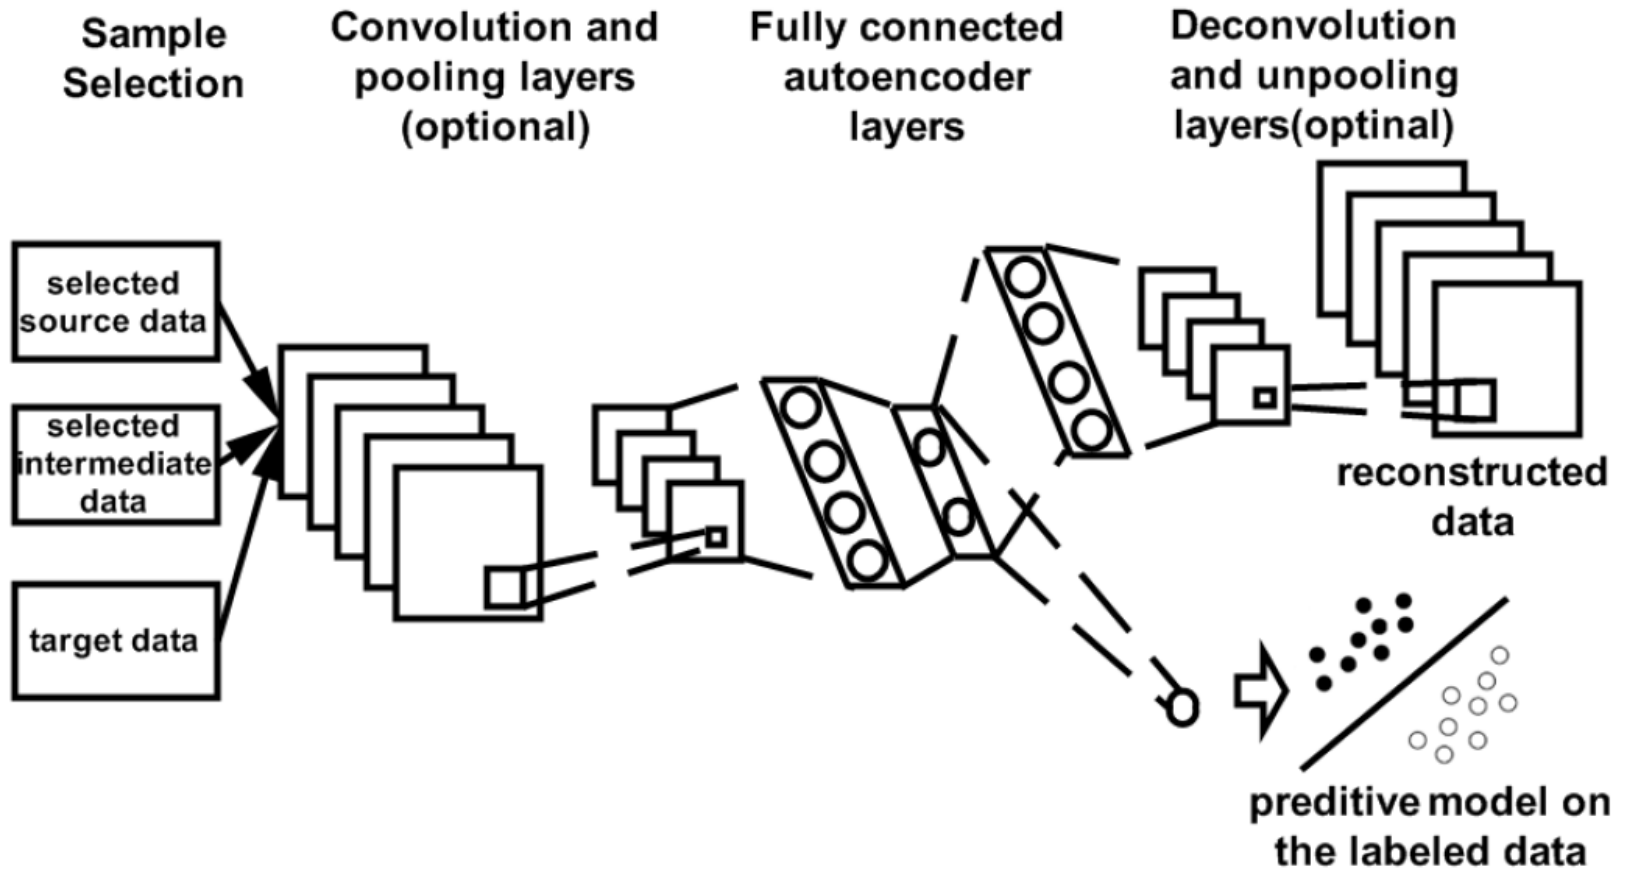 Sample
Selection
Convolution and
pooling layers
(optional)
Fully connected
autoencoder
layers
Deconvolution
and unpooling
layers(optinal)
selected
source data
selected
intermediate
data
target data
reconstructed
data
preditive model on
the labeled data